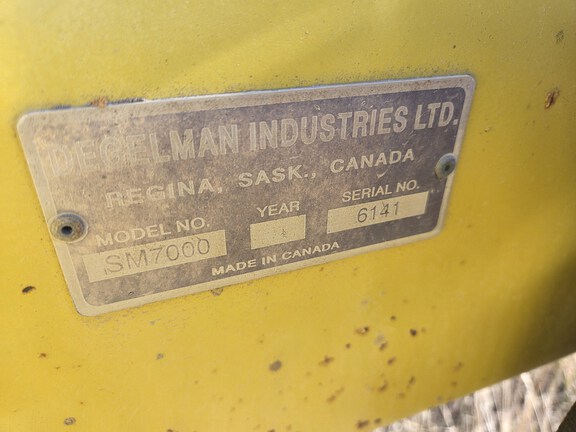 DEGELMAN INDUSTRIES LTD.
REGINA, SASK., CANADA
MODEL NO. YEAR SERIAL NO.
SM7000 6141
MADE IN CANADA